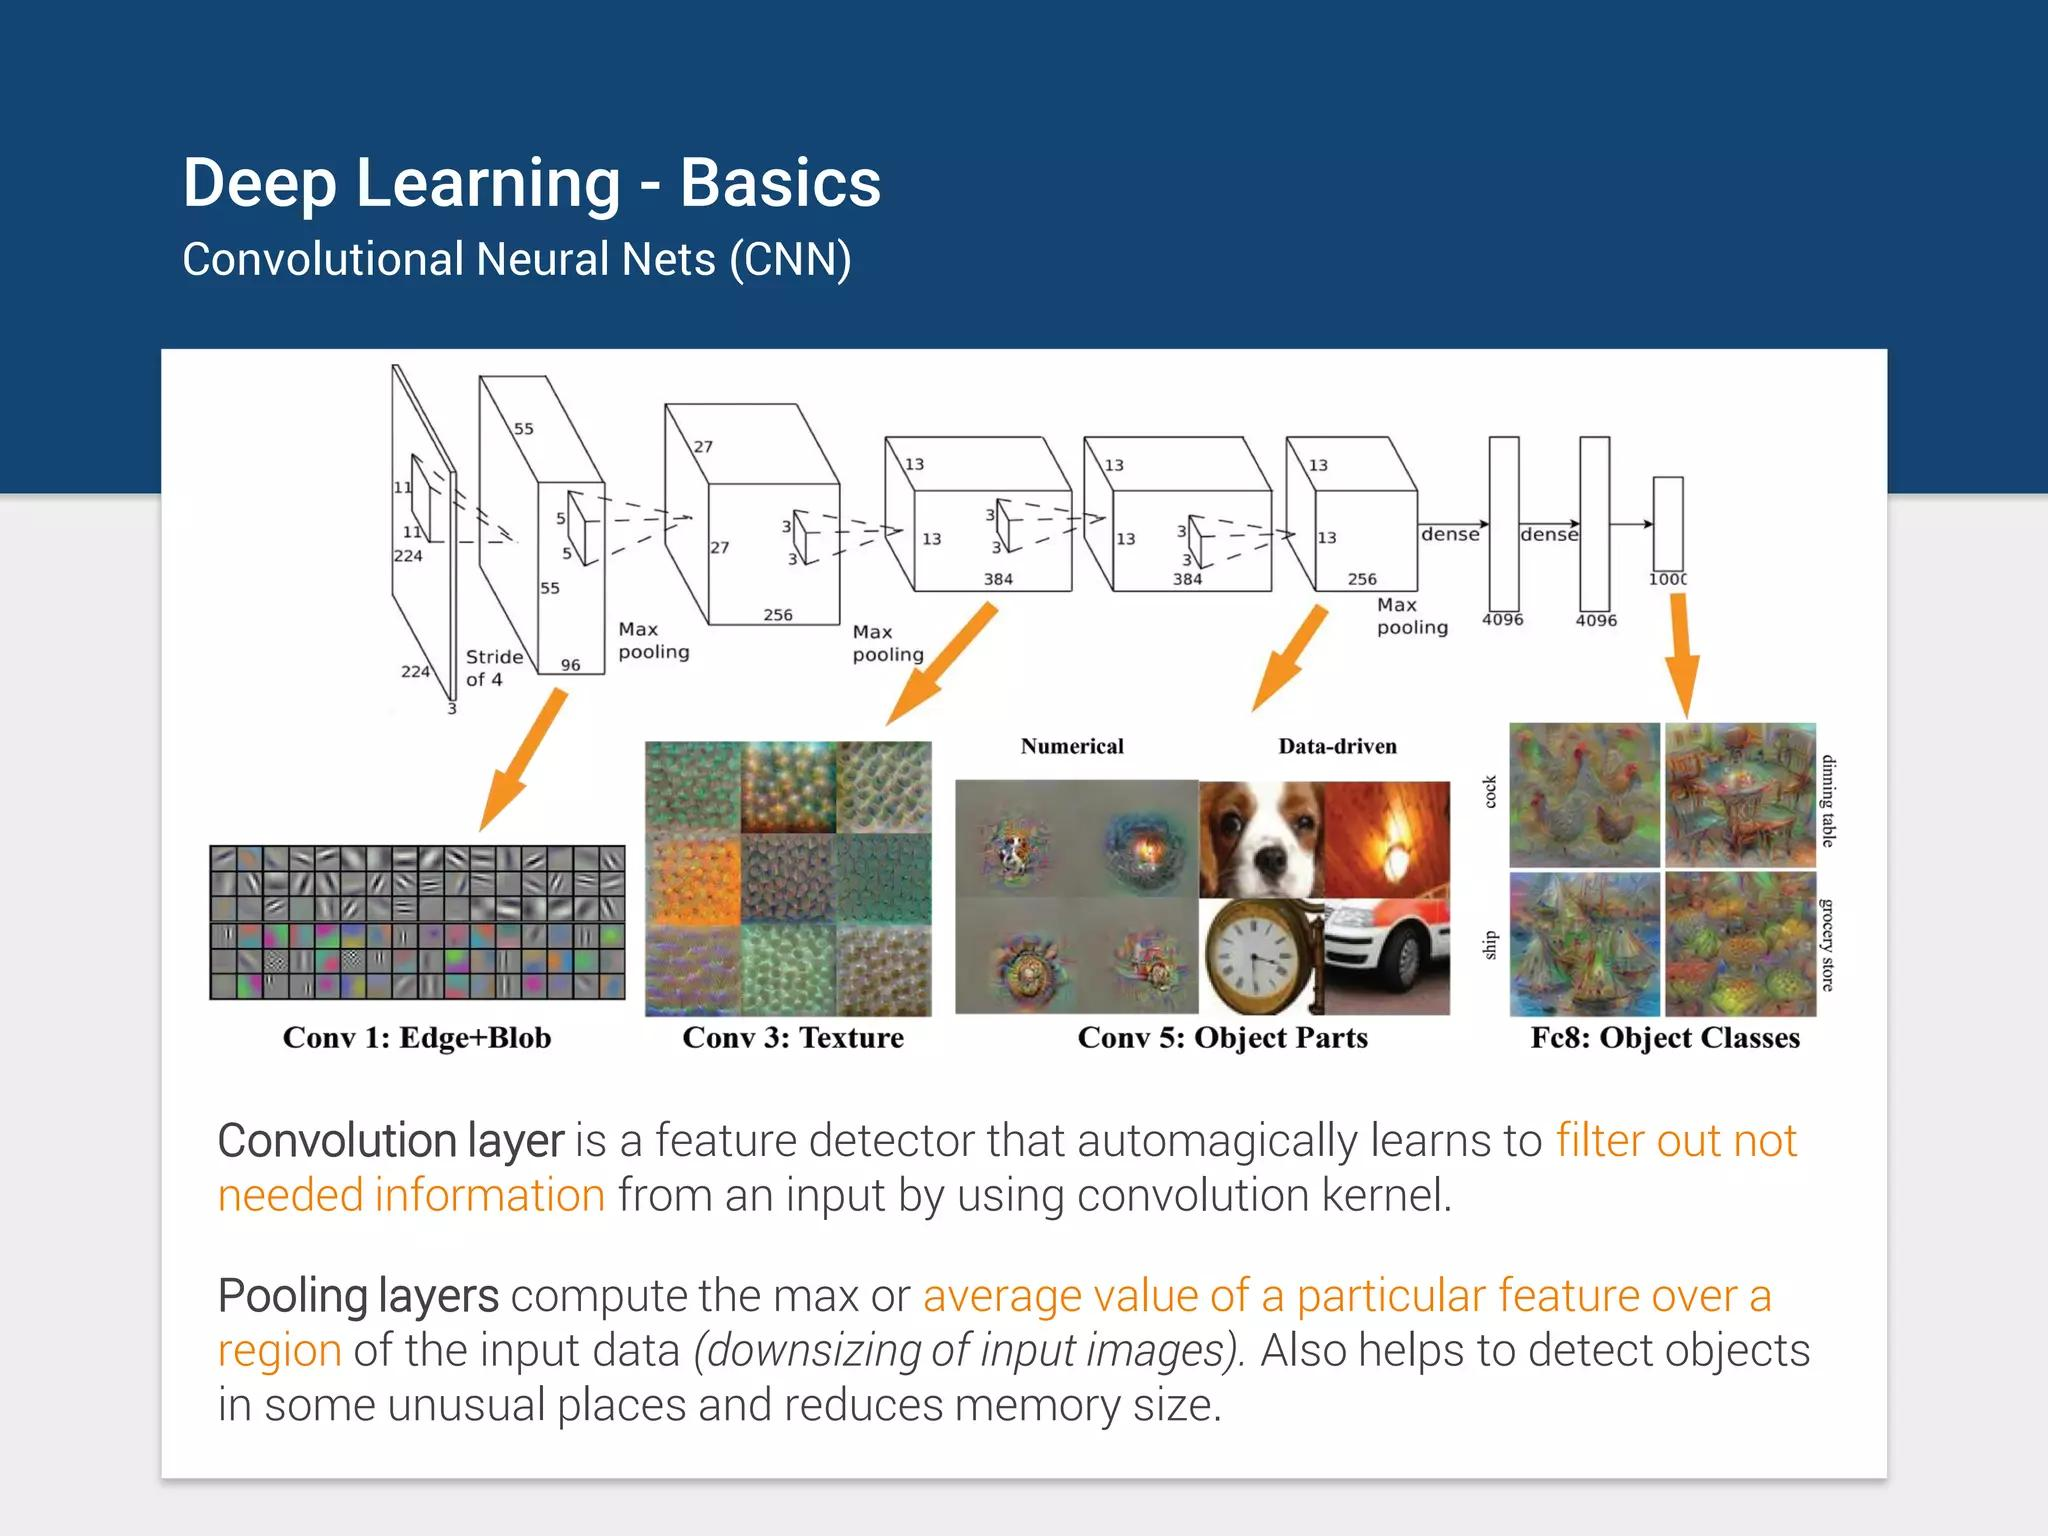 Deep Learning - Basics
Convolutional Neural Nets (CNN)
11
11
224
224
3
Stride
of 4
55
55
96
5
5
Max
pooling
27
27
256
3
3
Max
pooling
13
13
384
3
3
13
13
384
3
3
13
13
256
Max
pooling
dense
4096
dense
4096
1000
Numerical
Data-driven
cock
dinning table
ship
grocery store
Conv 1: Edge+Blob
Conv 3: Texture
Conv 5: Object Parts
Fc8: Object Classes
Convolution layer is a feature detector that automagically learns to filter out not
needed information from an input by using convolution kernel.
Pooling layers compute the max or average value of a particular feature over a
region of the input data (downsizing of input images). Also helps to detect objects
in some unusual places and reduces memory size.